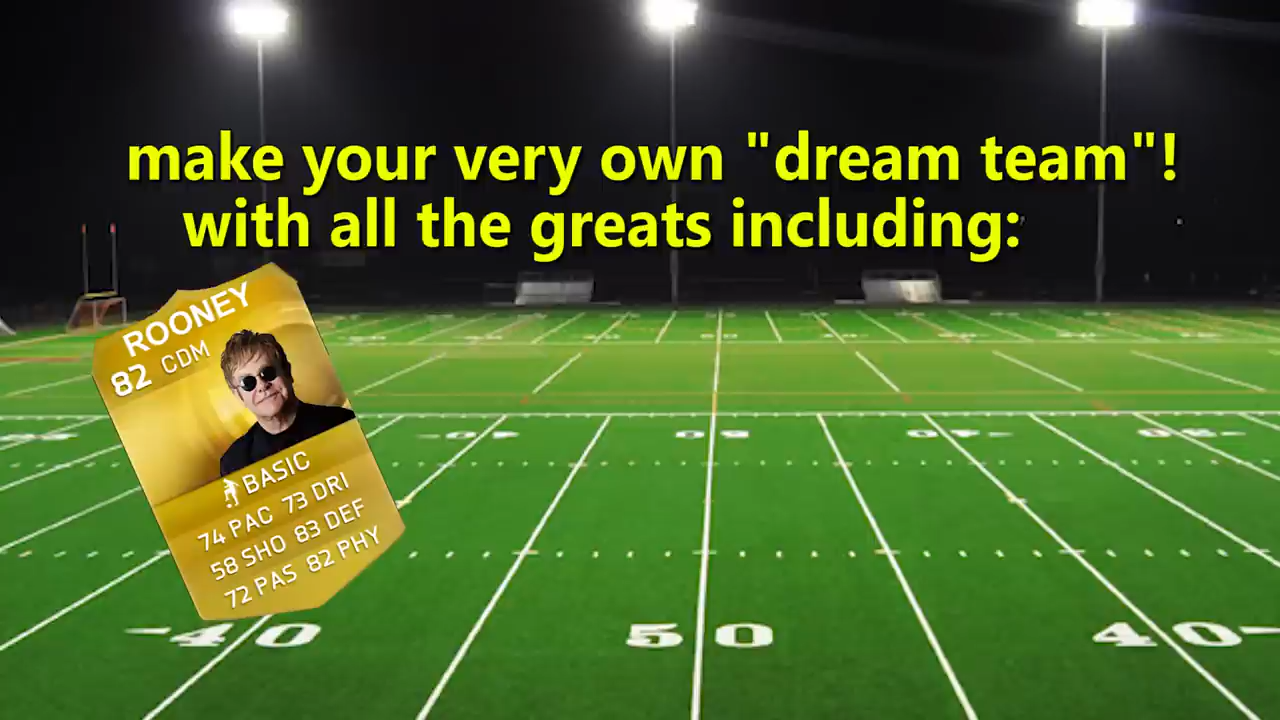 make your very own "dream team"!
with all the greats including:
ROONEY
82 CDM
BASIC
74 PAC 73 DRI
58 SHO 83 DEF
72 PAS 82 PHY
-40
50
40-